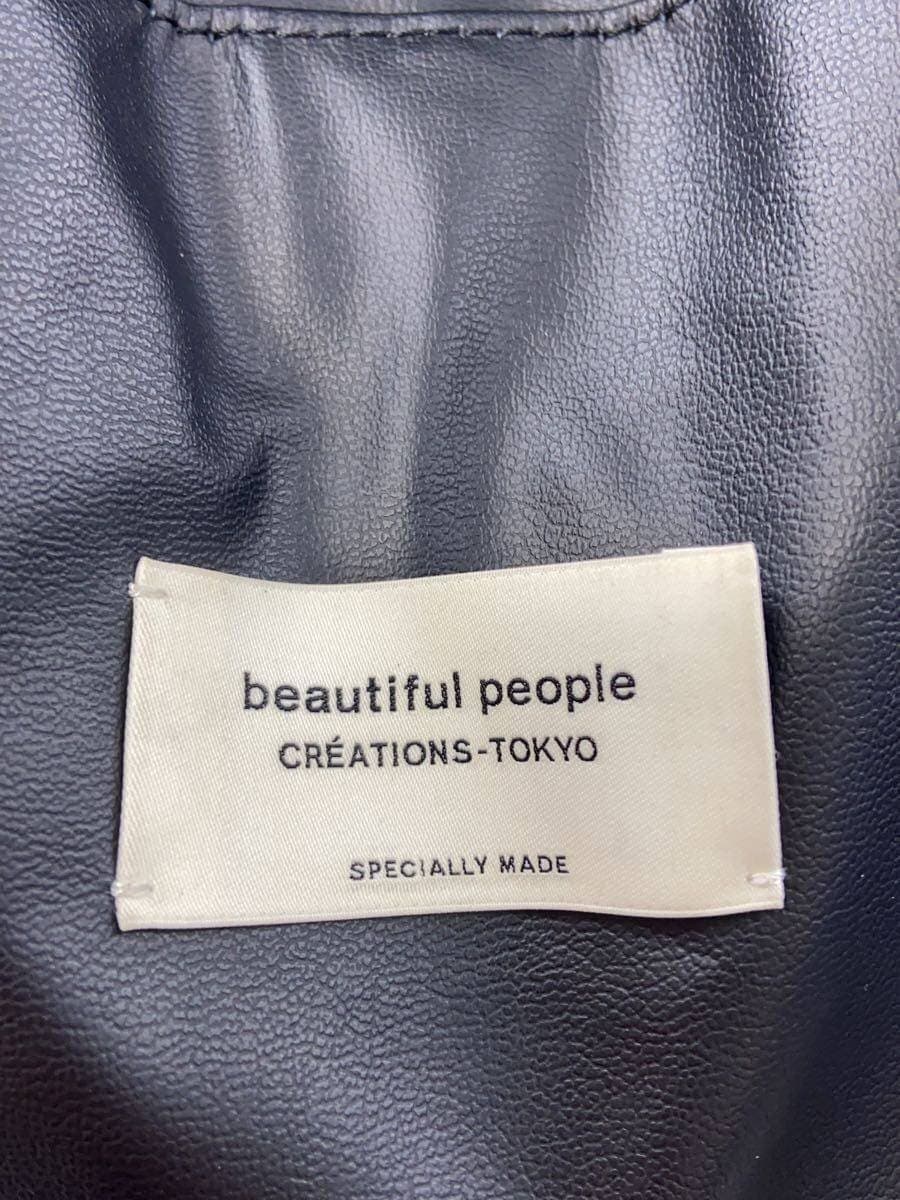 beautiful people
CRÉATIONS-TOKYO
SPECIALLY MADE